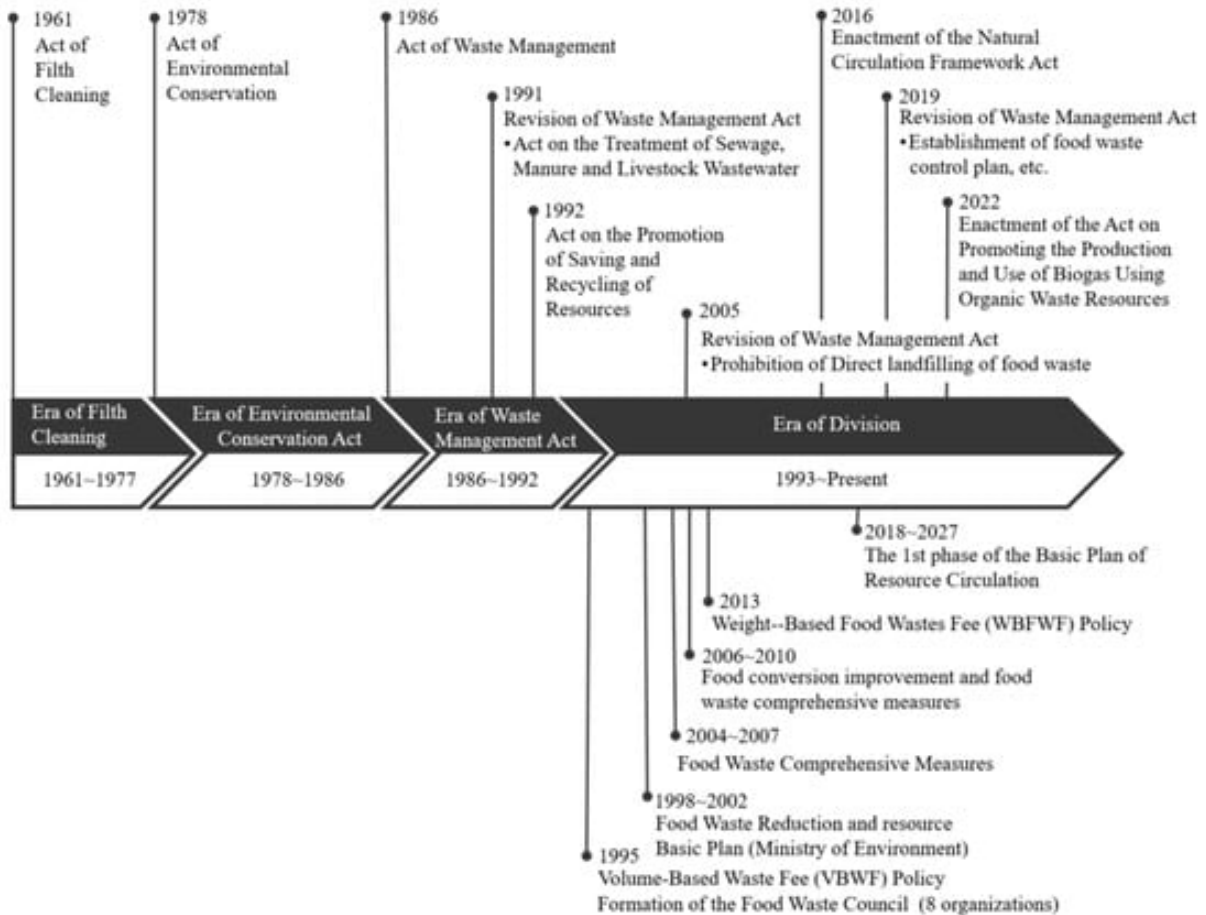 1961
Act of
Filth
Cleaning
1978
Act of
Environmental
Conservation
1986
Act of Waste Management
1991
Revision of Waste Management Act
•Act on the Treatment of Sewage,
Manure and Livestock Wastewater
1992
Act on the Promotion
of Saving and
Recycling of
Resources
2005
Revision of Waste Management Act
•Prohibition of Direct landfilling of food waste
2016
Enactment of the Natural
Circulation Framework Act
2019
Revision of Waste Management Act
•Establishment of food waste
control plan, etc.
2022
Enactment of the Act on
Promoting the Production
and Use of Biogas Using
Organic Waste Resources
Era of Filth
Cleaning
1961~1977
Era of Environmental
Conservation Act
1978~1986
Era of Waste
Management Act
1986~1992
Era of Division
1993~Present
2018~2027
The 1st phase of the Basic Plan of
Resource Circulation
2013
Weight--Based Food Wastes Fee (WBFWF) Policy
2006~2010
Food conversion improvement and food
waste comprehensive measures
2004~2007
Food Waste Comprehensive Measures
1998~2002
Food Waste Reduction and resource
Basic Plan (Ministry of Environment)
1995
Volume-Based Waste Fee (VBWF) Policy
Formation of the Food Waste Council (8 organizations)